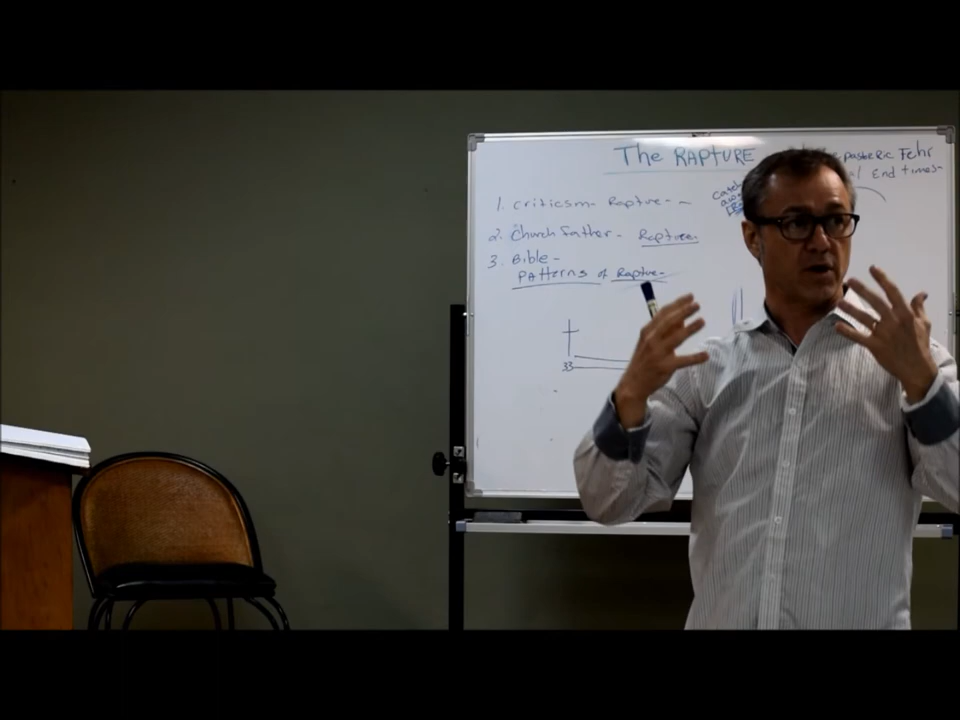 The RAPTURE
Pastor Eric Fehr
End times-
1. criticism- Rapture- -
2. Church Father- Rapture
3. Bible-
PATTerns of Rapture-
33